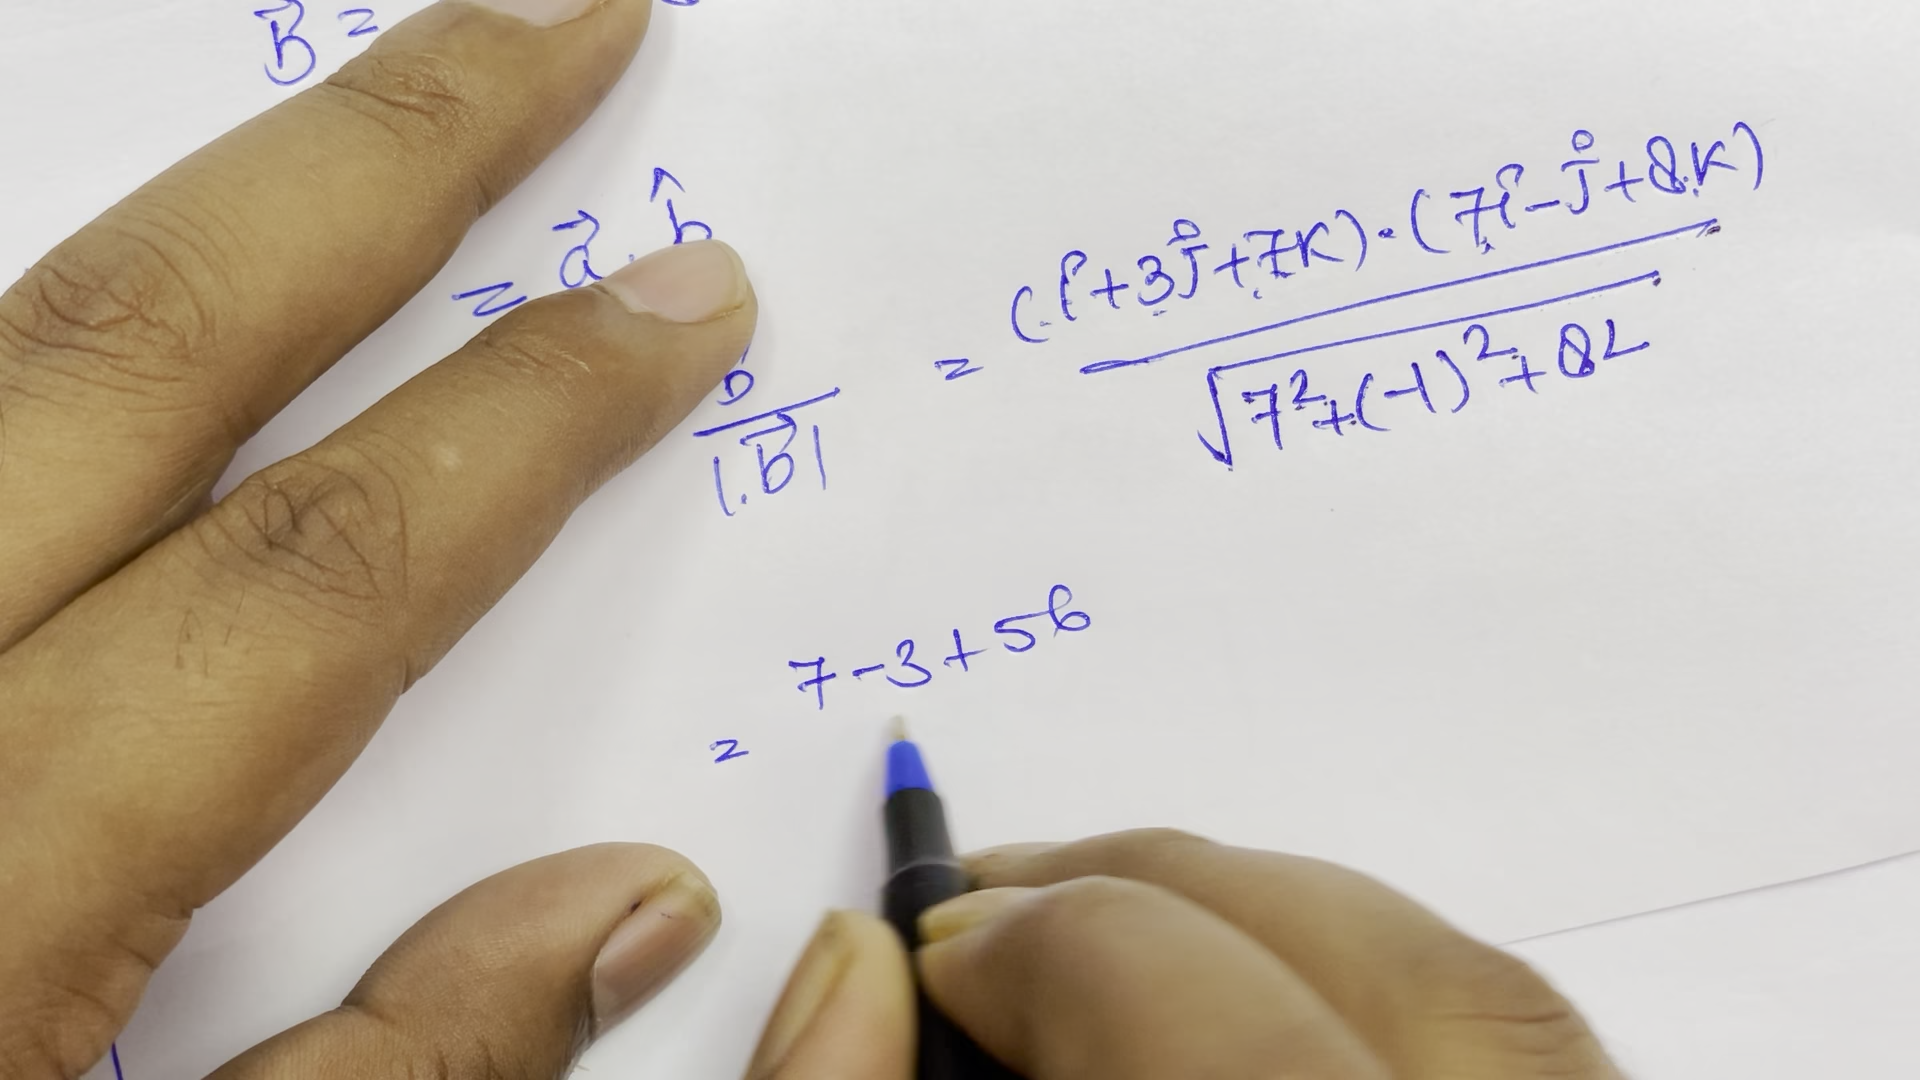 B⃗ =
= a⃗ . b̂
b / |.B⃗| = (î+3ĵ+7K)·(7î-ĵ+8K) / √7²+(-1)²+8²
= 7-3+56